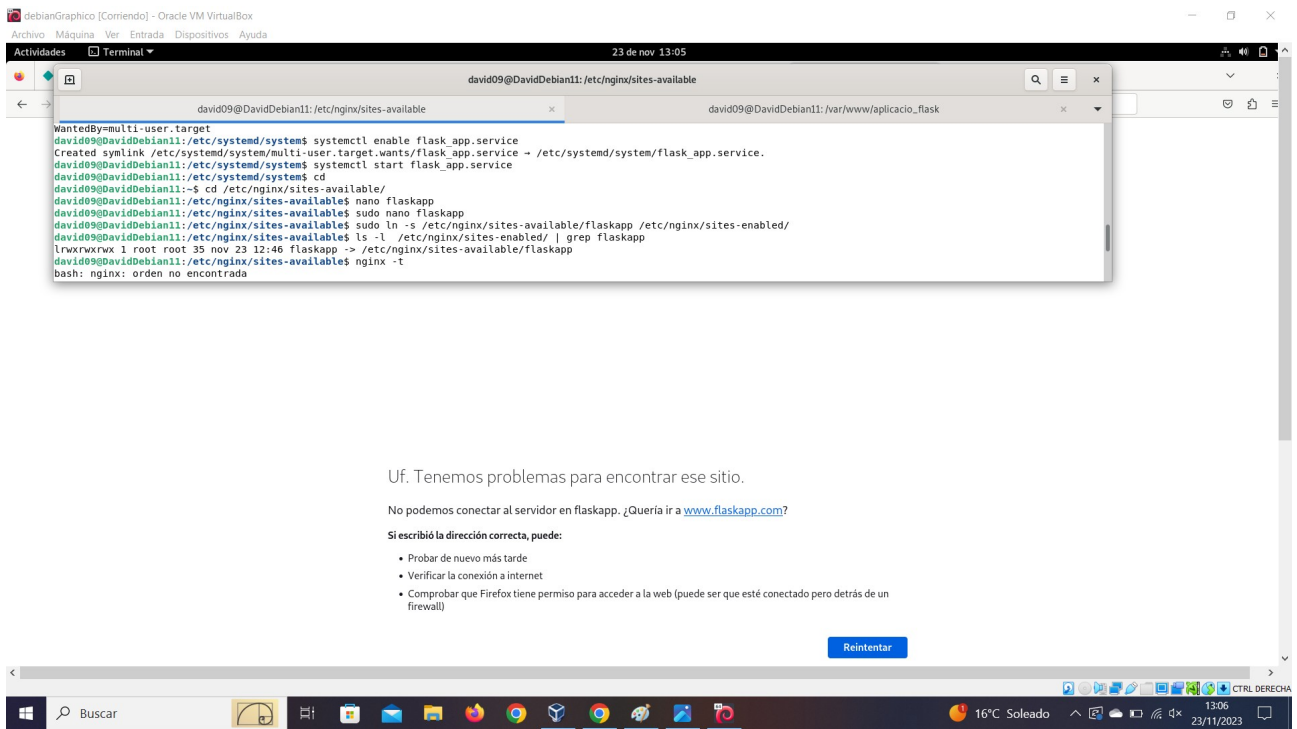 debianGraphico [Corriendo] - Oracle VM VirtualBox
Archivo Máquina Ver Entrada Dispositivos Ayuda
Actividades Terminal 23 de nov 13:05
david09@DavidDebian11: /etc/nginx/sites-available
david09@DavidDebian11: /etc/nginx/sites-available × david09@DavidDebian11: /var/www/aplicacio_flask ×
WantedBy=multi-user.target
david09@DavidDebian11:/etc/systemd/system$ systemctl enable flask_app.service
Created symlink /etc/systemd/system/multi-user.target.wants/flask_app.service → /etc/systemd/system/flask_app.service.
david09@DavidDebian11:/etc/systemd/system$ systemctl start flask_app.service
david09@DavidDebian11:/etc/systemd/system$ cd
david09@DavidDebian11:~$ cd /etc/nginx/sites-available/
david09@DavidDebian11:/etc/nginx/sites-available$ nano flaskapp
david09@DavidDebian11:/etc/nginx/sites-available$ sudo nano flaskapp
david09@DavidDebian11:/etc/nginx/sites-available$ sudo ln -s /etc/nginx/sites-available/flaskapp /etc/nginx/sites-enabled/
david09@DavidDebian11:/etc/nginx/sites-available$ ls -l  /etc/nginx/sites-enabled/ | grep flaskapp
lrwxrwxrwx 1 root root 35 nov 23 12:46 flaskapp -> /etc/nginx/sites-available/flaskapp
david09@DavidDebian11:/etc/nginx/sites-available$ nginx -t
bash: nginx: orden no encontrada
Uf. Tenemos problemas para encontrar ese sitio.
No podemos conectar al servidor en flaskapp. ¿Quería ir a www.flaskapp.com?
Si escribió la dirección correcta, puede:
• Probar de nuevo más tarde
• Verificar la conexión a internet
• Comprobar que Firefox tiene permiso para acceder a la web (puede ser que esté conectado pero detrás de un
firewall)
Reintentar
CTRL DERECHA
Buscar 16°C Soleado 13:06
23/11/2023